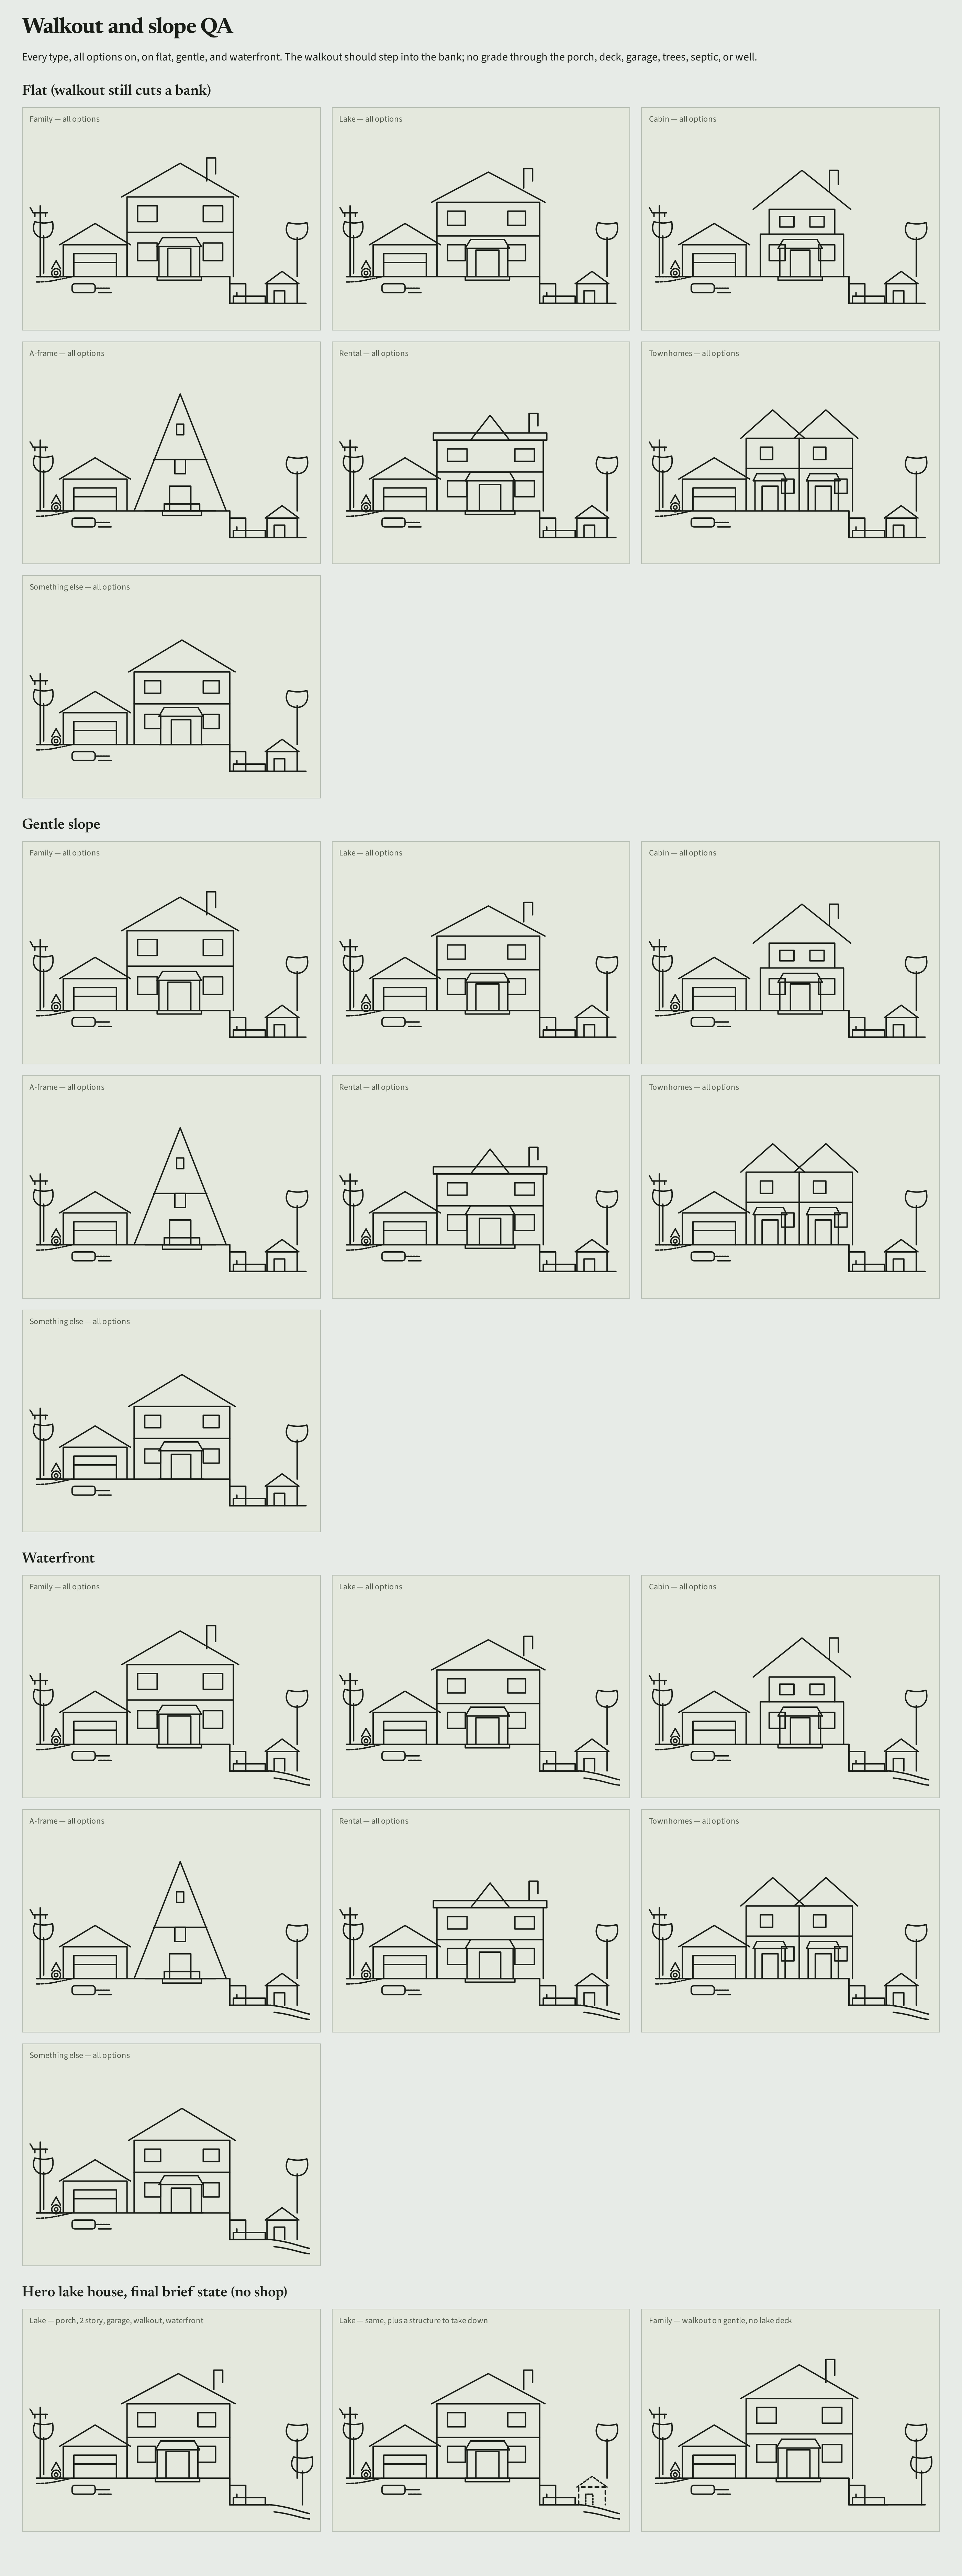 Walkout and slope QA
Every type, all options on, on flat, gentle, and waterfront. The walkout should step into the bank; no grade through the porch, deck, garage, trees, septic, or well.
Flat (walkout still cuts a bank)
Family — all options
Lake — all options
Cabin — all options
A-frame — all options
Rental — all options
Townhomes — all options
Something else — all options
Gentle slope
Family — all options
Lake — all options
Cabin — all options
A-frame — all options
Rental — all options
Townhomes — all options
Something else — all options
Waterfront
Family — all options
Lake — all options
Cabin — all options
A-frame — all options
Rental — all options
Townhomes — all options
Something else — all options
Hero lake house, final brief state (no shop)
Lake — porch, 2 story, garage, walkout, waterfront
Lake — same, plus a structure to take down
Family — walkout on gentle, no lake deck